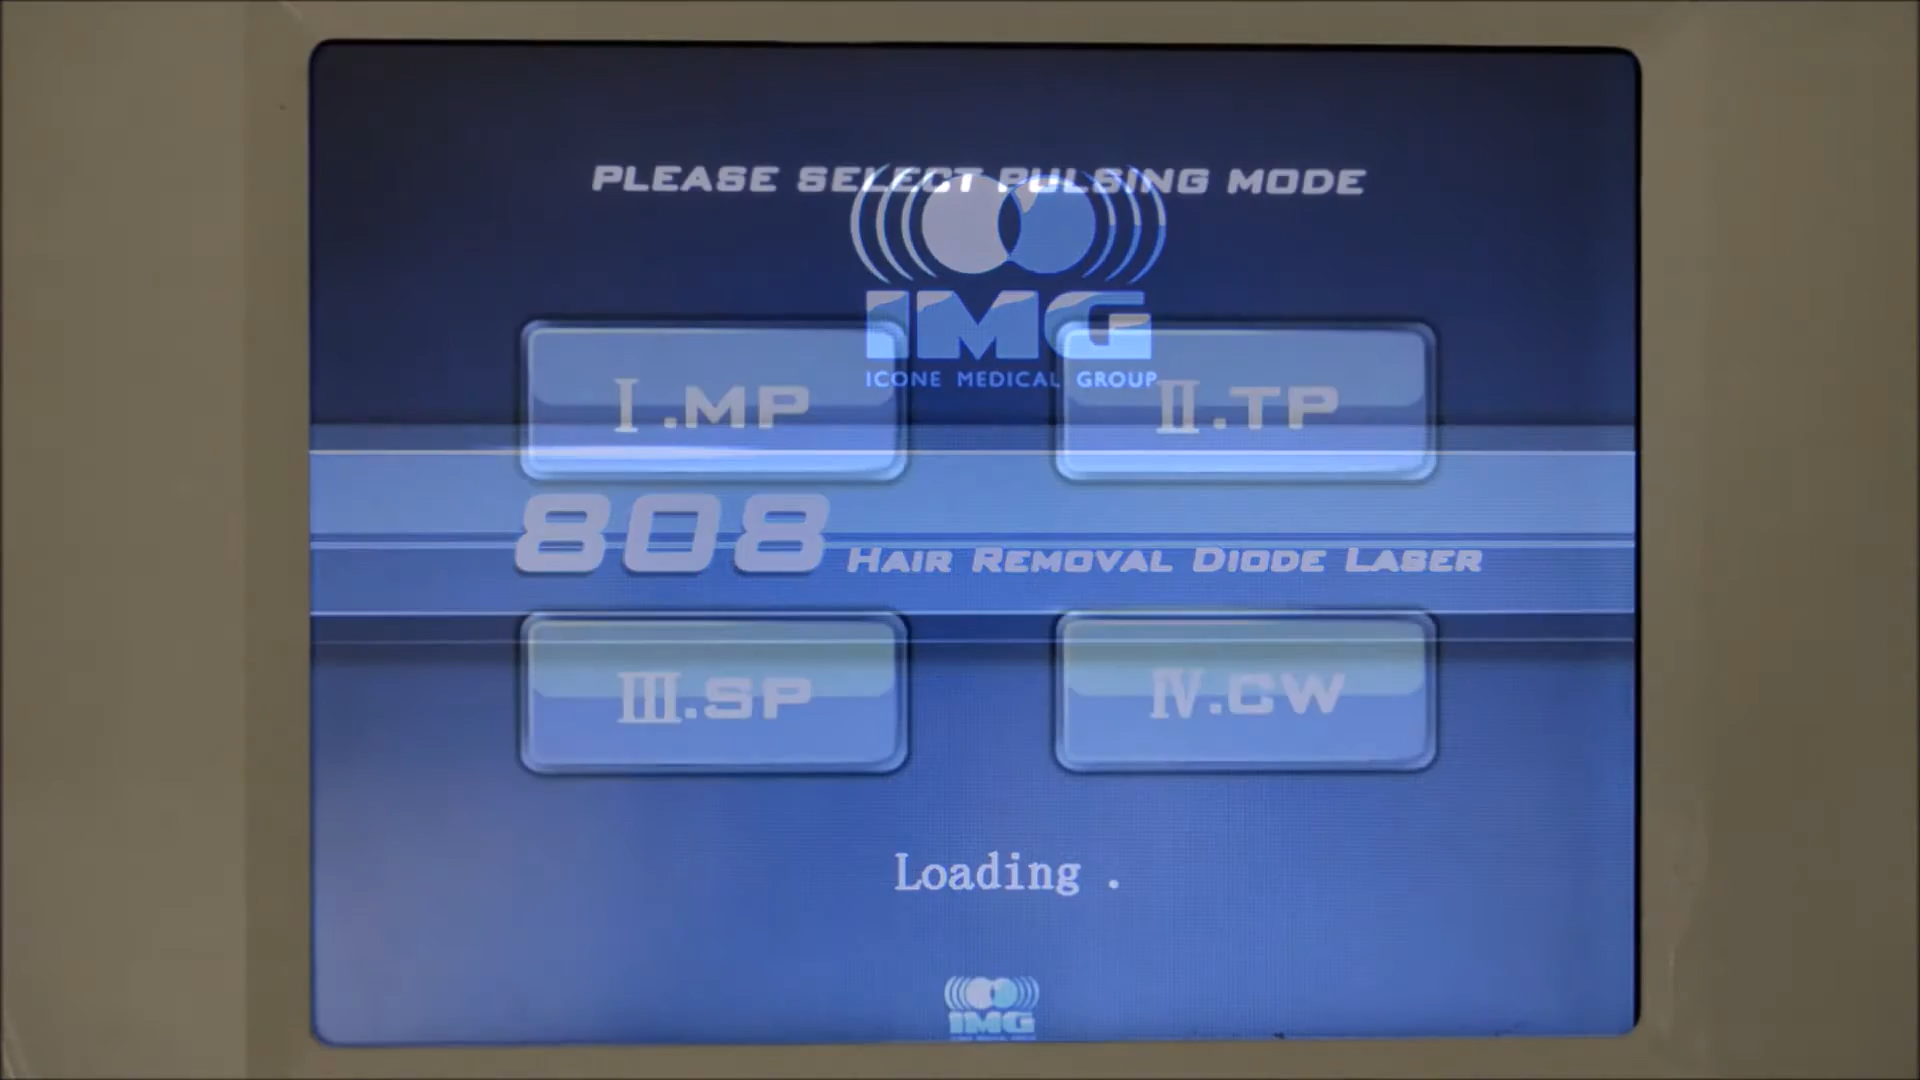 PLEASE SELECT PULSING MODE
IMG
ICONE MEDICAL GROUP
I.MP
II.TP
808 HAIR REMOVAL DIODE LASER
III.SP
IV.CW
Loading .
IMG